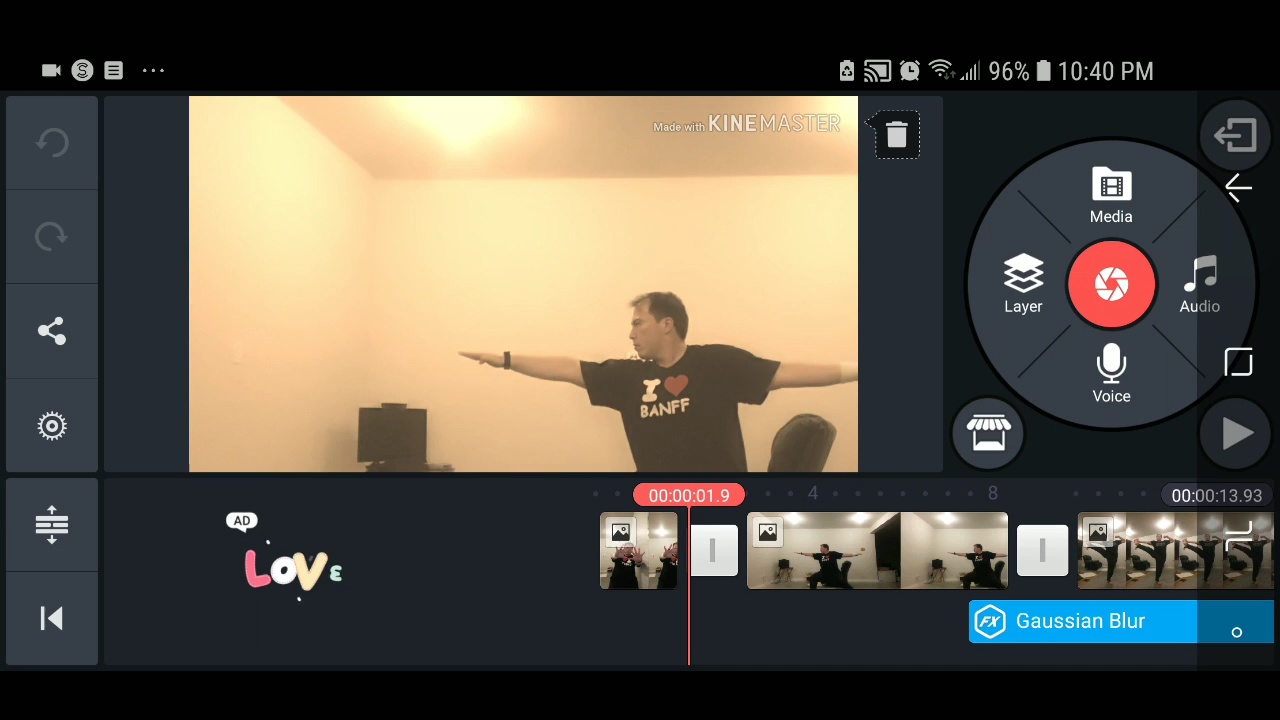 96% 10:40 PM
Made with KINEMASTER
I
BANFF
Media
Layer
Audio
Voice
00:00:01.9
4
8
00:00:13.93
AD
LOVE
FX Gaussian Blur